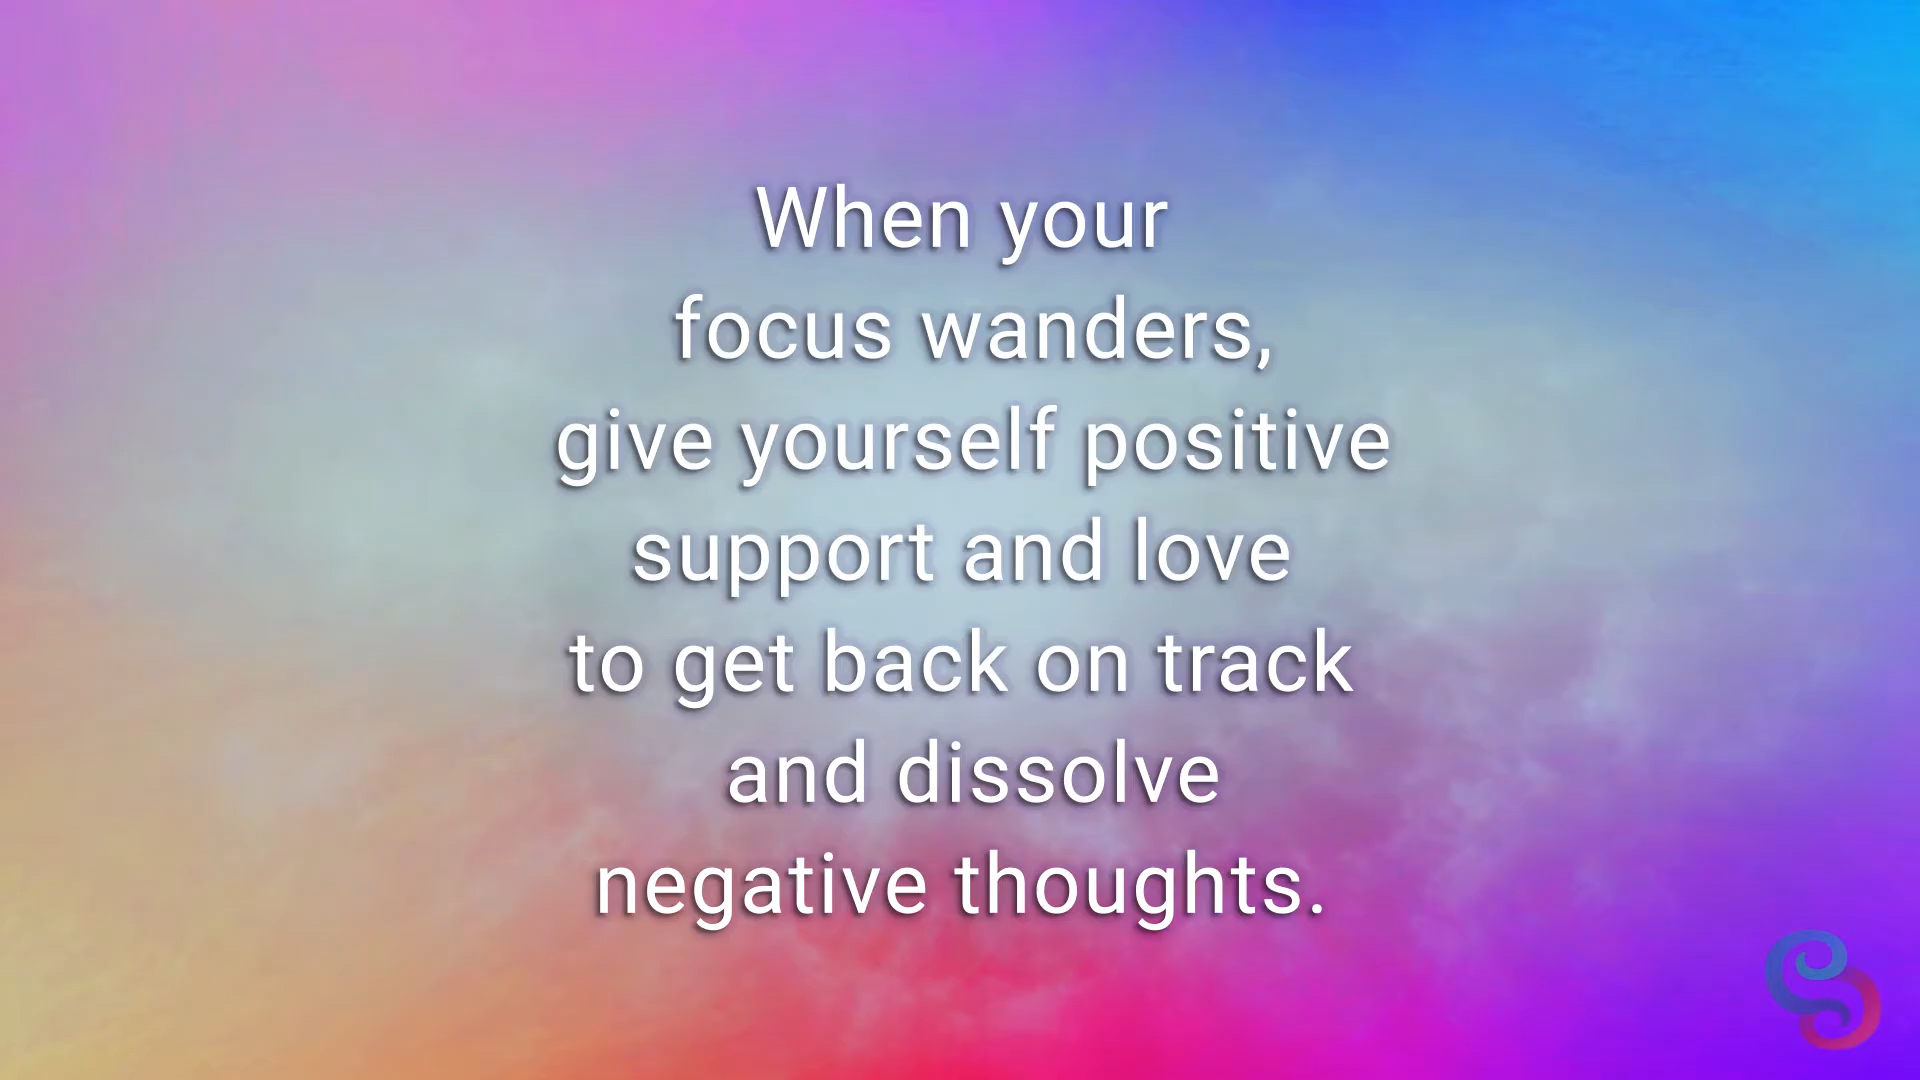 When your
focus wanders,
give yourself positive
support and love
to get back on track
and dissolve
negative thoughts.